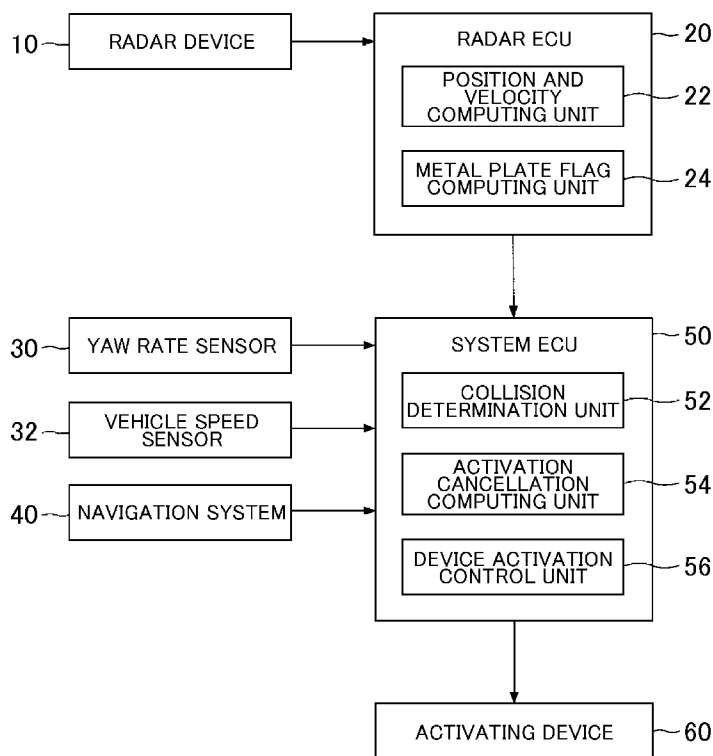 10
RADAR DEVICE
RADAR ECU
20
POSITION AND
VELOCITY
COMPUTING UNIT
22
METAL PLATE FLAG
COMPUTING UNIT
24
30
YAW RATE SENSOR
SYSTEM ECU
50
32
VEHICLE SPEED
SENSOR
COLLISION
DETERMINATION UNIT
52
40
NAVIGATION SYSTEM
ACTIVATION
CANCELLATION
COMPUTING UNIT
54
DEVICE ACTIVATION
CONTROL UNIT
56
ACTIVATING DEVICE
60